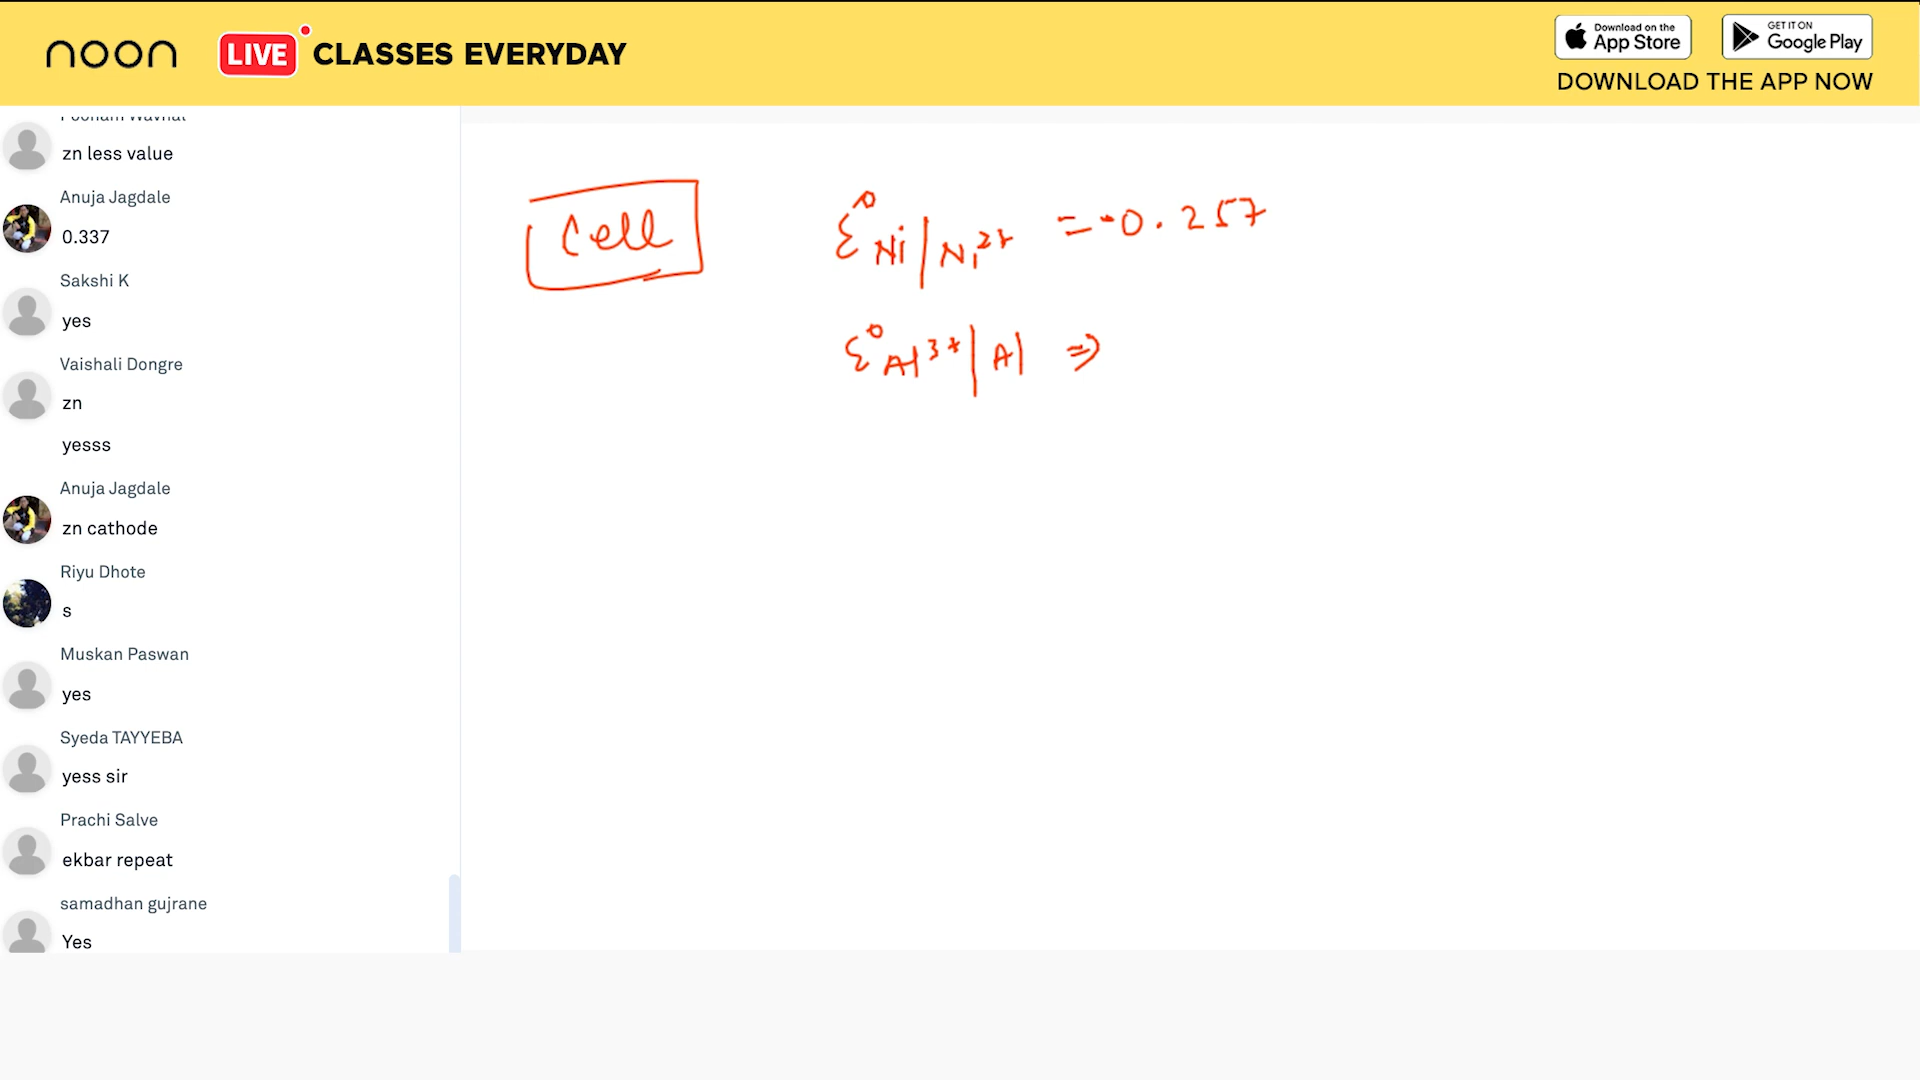 noon LIVE CLASSES EVERYDAY
Download on the App Store
GET IT ON Google Play
DOWNLOAD THE APP NOW
zn less value
Anuja Jagdale
0.337
Sakshi K
yes
Vaishali Dongre
zn
yesss
Anuja Jagdale
zn cathode
Riyu Dhote
s
Muskan Paswan
yes
Syeda TAYYEBA
yess sir
Prachi Salve
ekbar repeat
samadhan gujrane
Yes
Cell
Ɛ⁰ Ni | Ni²⁺ = -0.257
Ɛ⁰ Al³⁺ | Al ⇒